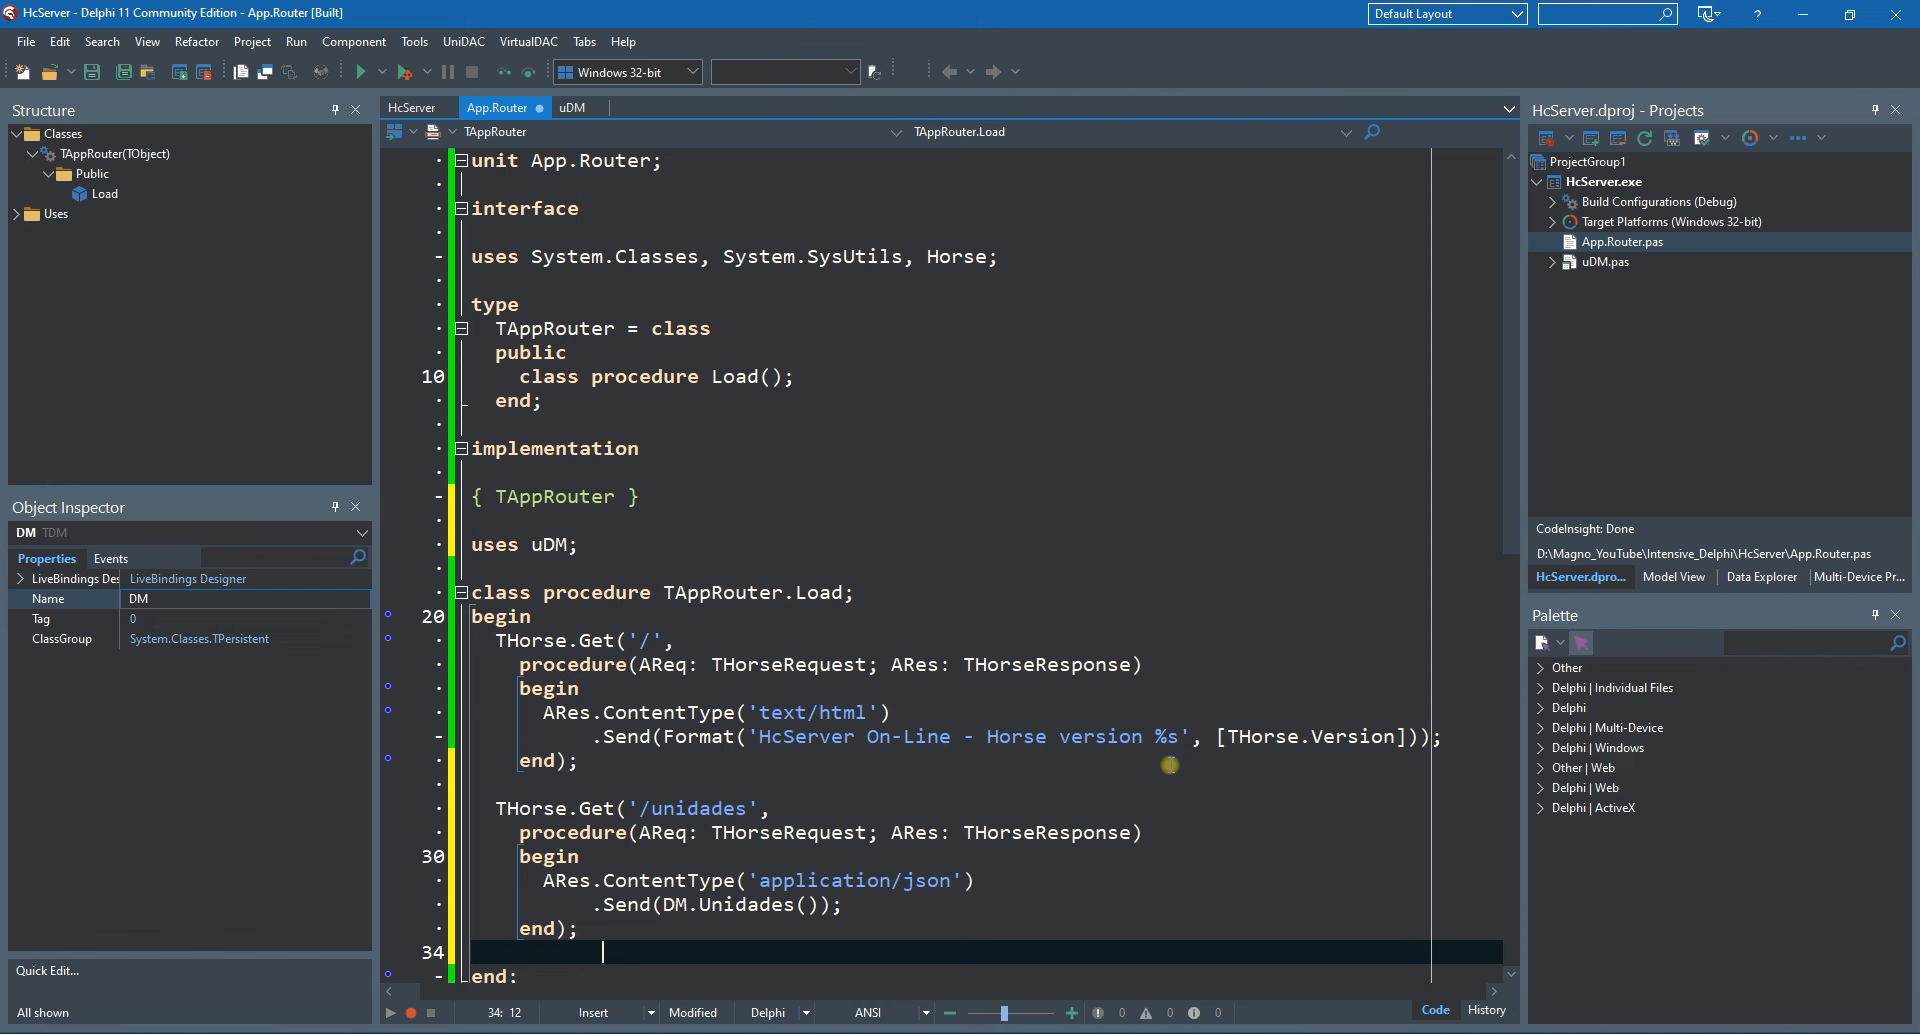 HcServer - Delphi 11 Community Edition - App.Router [Built]
Default Layout
?
File Edit Search View Refactor Project Run Component Tools UniDAC VirtualDAC Tabs Help
Windows 32-bit
Structure
Classes
TAppRouter(TObject)
Public
Load
Uses
Object Inspector
DM TDM
Properties Events
LiveBindings Des LiveBindings Designer
Name DM
Tag 0
ClassGroup System.Classes.TPersistent
Quick Edit...
All shown
HcServer App.Router uDM
TAppRouter TAppRouter.Load
unit App.Router;
interface
uses System.Classes, System.SysUtils, Horse;
type
TAppRouter = class
public
10 class procedure Load();
end;
implementation
{ TAppRouter }
uses uDM;
class procedure TAppRouter.Load;
20 begin
THorse.Get('/',
procedure(AReq: THorseRequest; ARes: THorseResponse)
begin
ARes.ContentType('text/html')
.Send(Format('HcServer On-Line - Horse version %s', [THorse.Version]));
end);
THorse.Get('/unidades',
procedure(AReq: THorseRequest; ARes: THorseResponse)
30 begin
ARes.ContentType('application/json')
.Send(DM.Unidades());
end);
34
end;
34: 12 Insert Modified Delphi ANSI 0 0 0 Code History
HcServer.dproj - Projects
ProjectGroup1
HcServer.exe
Build Configurations (Debug)
Target Platforms (Windows 32-bit)
App.Router.pas
uDM.pas
CodeInsight: Done
D:\Magno_YouTube\Intensive_Delphi\HcServer\App.Router.pas
HcServer.dpro... Model View Data Explorer Multi-Device Pr...
Palette
Other
Delphi | Individual Files
Delphi
Delphi | Multi-Device
Delphi | Windows
Other | Web
Delphi | Web
Delphi | ActiveX